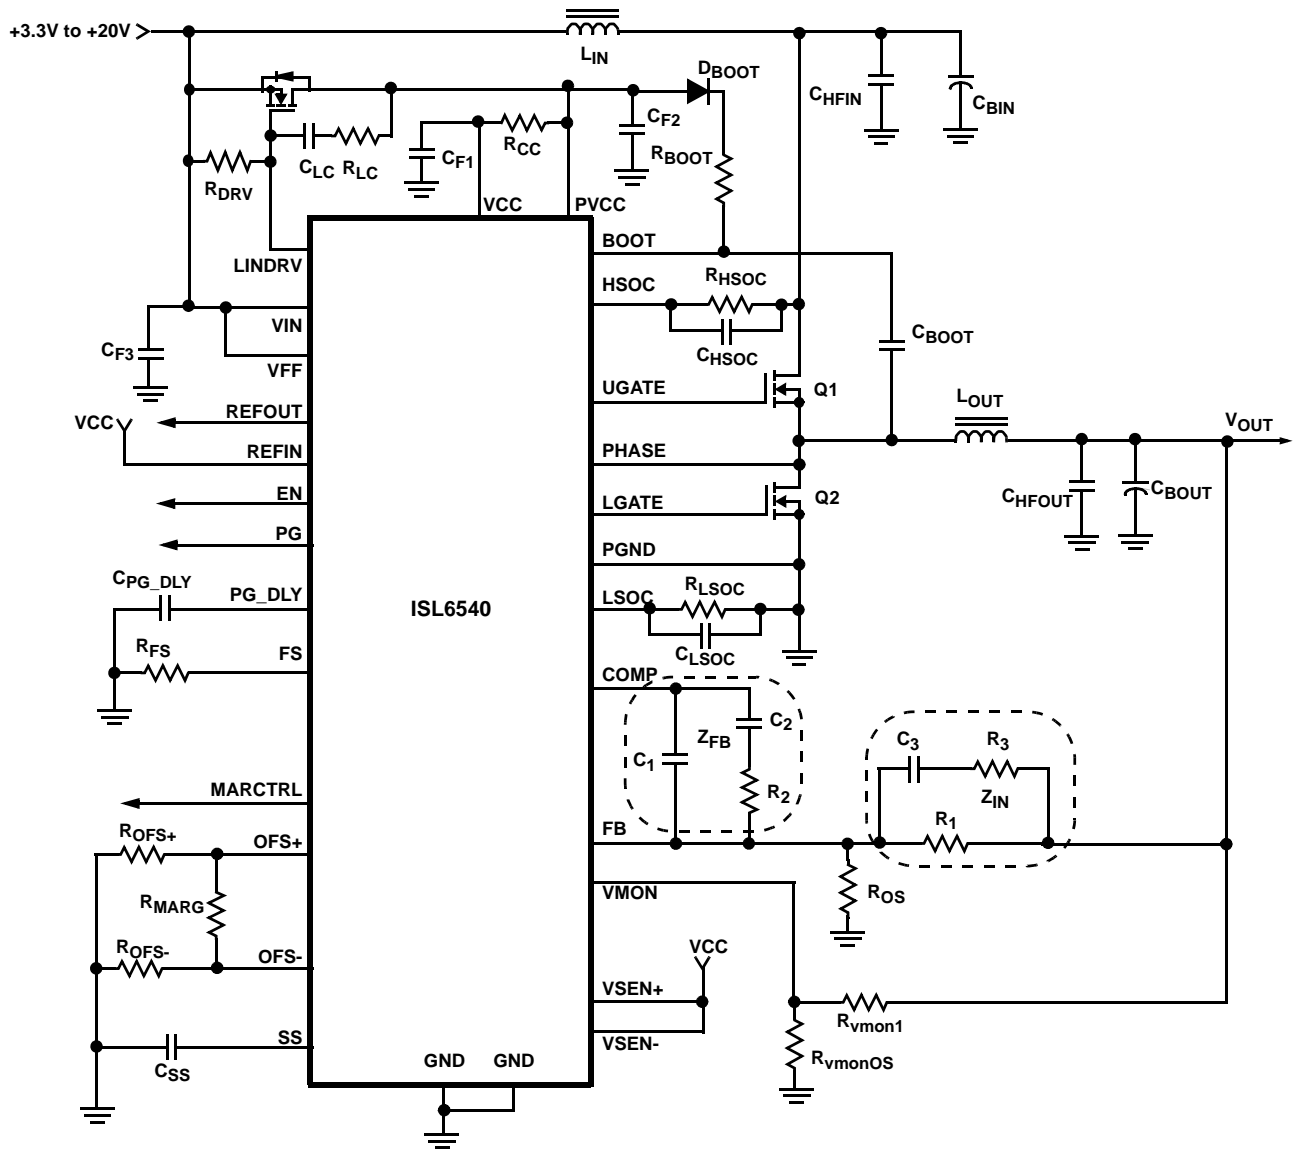 +3.3V to +20V
LIN
DBOOT
CHFIN
CBIN
CF2
RCC
RBOOT
CLC
RLC
CF1
RDRV
VCC
PVCC
BOOT
LINDRV
HSOC
RHSOC
VIN
CHSOC
CBOOT
CF3
VFF
UGATE
Q1
LOUT
REFOUT
VCC
VOUT
REFIN
PHASE
EN
LGATE
Q2
CHFOUT
CBOUT
PG
PGND
CPG_DLY
PG_DLY
ISL6540
LSOC
RLSOC
RFS
FS
CLSOC
COMP
C2
ZFB
C1
C3
R3
R2
ZIN
MARCTRL
R1
ROFS+
OFS+
FB
RMARG
VMON
ROS
ROFS-
OFS-
VCC
VSEN+
Rvmon1
SS
VSEN-
CSS
GND
GND
RvmonOS